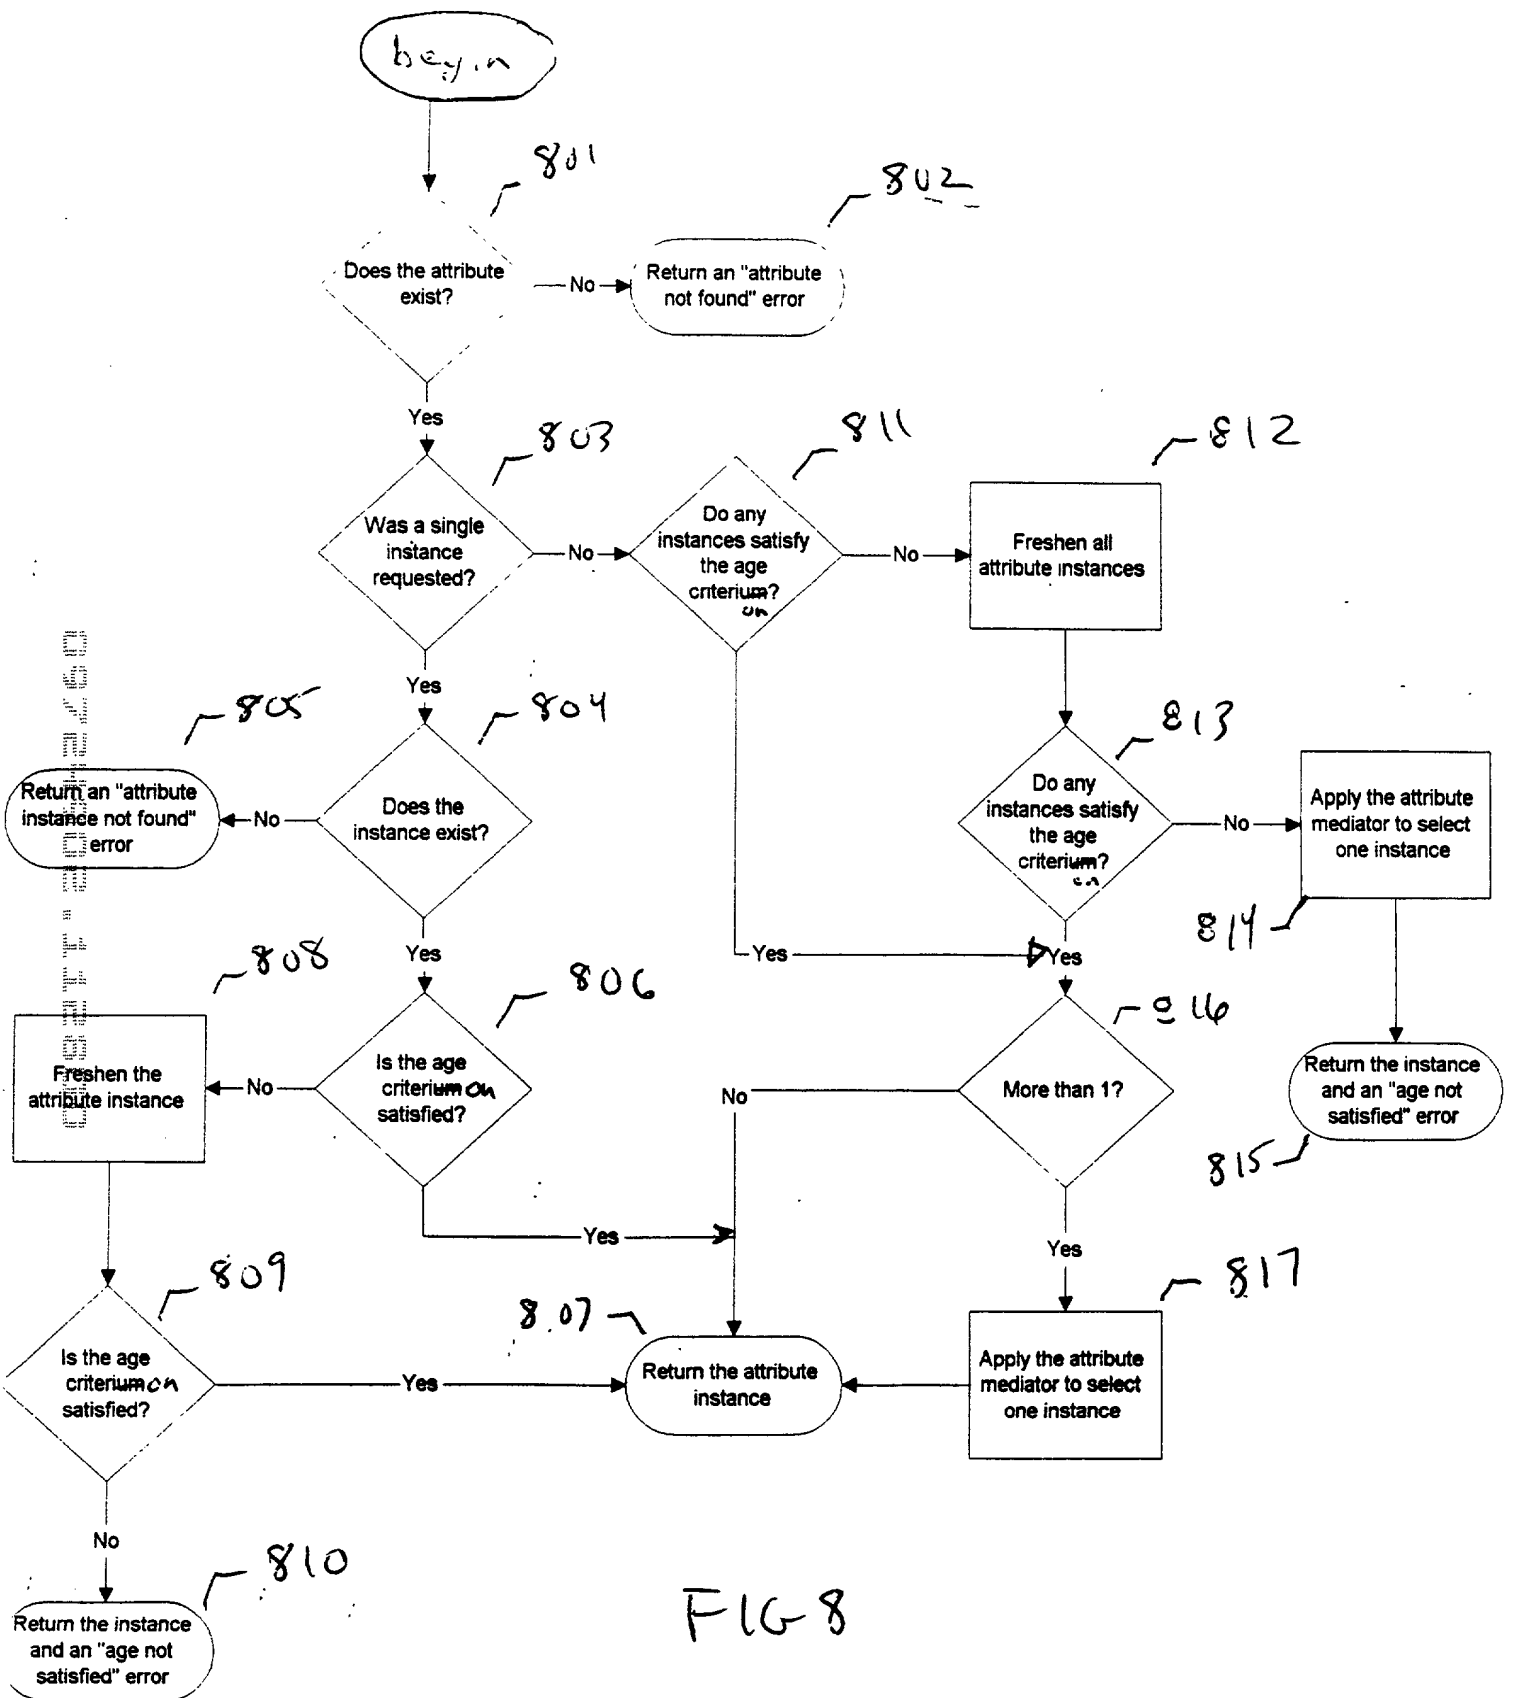 begin
801
802
Does the attribute
exist?
No
Return an "attribute
not found" error
Yes
803
811
812
Was a single
instance
requested?
No
Do any
instances satisfy
the age
criterium?
on
No
Freshen all
attribute instances
Yes
805
804
813
Return an "attribute
instance not found"
error
No
Does the
instance exist?
Do any
instances satisfy
the age
criterium?
on
No
Apply the attribute
mediator to select
one instance
814
Yes
Yes
Yes
808
806
816
Freshen the
attribute instance
No
Is the age
criterium on
satisfied?
No
More than 1?
Return the instance
and an "age not
satisfied" error
815
Yes
Yes
809
807
817
Is the age
criterium on
satisfied?
Yes
Return the attribute
instance
Apply the attribute
mediator to select
one instance
No
810
Return the instance
and an "age not
satisfied" error
FIG 8